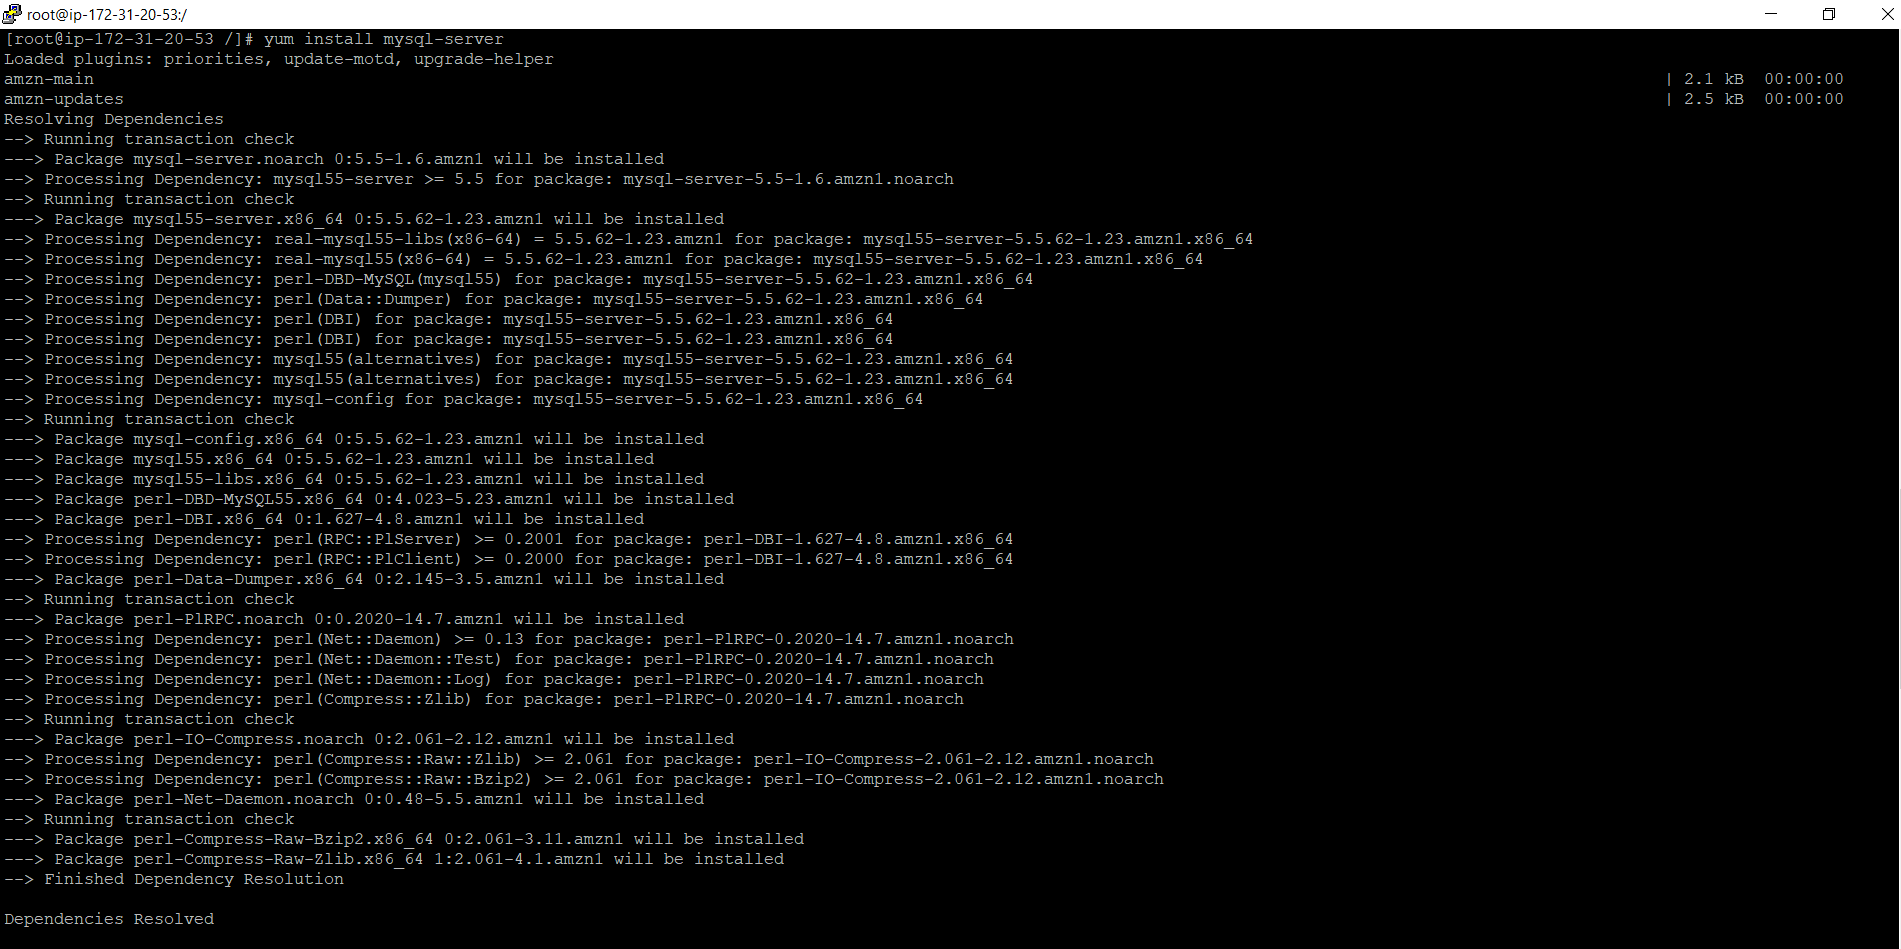 root@ip-172-31-20-53:/
[root@ip-172-31-20-53 /]# yum install mysql-server
Loaded plugins: priorities, update-motd, upgrade-helper
amzn-main | 2.1 kB 00:00:00
amzn-updates | 2.5 kB 00:00:00
Resolving Dependencies
--> Running transaction check
---> Package mysql-server.noarch 0:5.5-1.6.amzn1 will be installed
--> Processing Dependency: mysql55-server >= 5.5 for package: mysql-server-5.5-1.6.amzn1.noarch
--> Running transaction check
---> Package mysql55-server.x86_64 0:5.5.62-1.23.amzn1 will be installed
--> Processing Dependency: real-mysql55-libs(x86-64) = 5.5.62-1.23.amzn1 for package: mysql55-server-5.5.62-1.23.amzn1.x86_64
--> Processing Dependency: real-mysql55(x86-64) = 5.5.62-1.23.amzn1 for package: mysql55-server-5.5.62-1.23.amzn1.x86_64
--> Processing Dependency: perl-DBD-MySQL(mysql55) for package: mysql55-server-5.5.62-1.23.amzn1.x86_64
--> Processing Dependency: perl(Data::Dumper) for package: mysql55-server-5.5.62-1.23.amzn1.x86_64
--> Processing Dependency: perl(DBI) for package: mysql55-server-5.5.62-1.23.amzn1.x86_64
--> Processing Dependency: perl(DBI) for package: mysql55-server-5.5.62-1.23.amzn1.x86_64
--> Processing Dependency: mysql55(alternatives) for package: mysql55-server-5.5.62-1.23.amzn1.x86_64
--> Processing Dependency: mysql55(alternatives) for package: mysql55-server-5.5.62-1.23.amzn1.x86_64
--> Processing Dependency: mysql-config for package: mysql55-server-5.5.62-1.23.amzn1.x86_64
--> Running transaction check
---> Package mysql-config.x86_64 0:5.5.62-1.23.amzn1 will be installed
---> Package mysql55.x86_64 0:5.5.62-1.23.amzn1 will be installed
---> Package mysql55-libs.x86_64 0:5.5.62-1.23.amzn1 will be installed
---> Package perl-DBD-MySQL55.x86_64 0:4.023-5.23.amzn1 will be installed
---> Package perl-DBI.x86_64 0:1.627-4.8.amzn1 will be installed
--> Processing Dependency: perl(RPC::PlServer) >= 0.2001 for package: perl-DBI-1.627-4.8.amzn1.x86_64
--> Processing Dependency: perl(RPC::PlClient) >= 0.2000 for package: perl-DBI-1.627-4.8.amzn1.x86_64
---> Package perl-Data-Dumper.x86_64 0:2.145-3.5.amzn1 will be installed
--> Running transaction check
---> Package perl-PlRPC.noarch 0:0.2020-14.7.amzn1 will be installed
--> Processing Dependency: perl(Net::Daemon) >= 0.13 for package: perl-PlRPC-0.2020-14.7.amzn1.noarch
--> Processing Dependency: perl(Net::Daemon::Test) for package: perl-PlRPC-0.2020-14.7.amzn1.noarch
--> Processing Dependency: perl(Net::Daemon::Log) for package: perl-PlRPC-0.2020-14.7.amzn1.noarch
--> Processing Dependency: perl(Compress::Zlib) for package: perl-PlRPC-0.2020-14.7.amzn1.noarch
--> Running transaction check
---> Package perl-IO-Compress.noarch 0:2.061-2.12.amzn1 will be installed
--> Processing Dependency: perl(Compress::Raw::Zlib) >= 2.061 for package: perl-IO-Compress-2.061-2.12.amzn1.noarch
--> Processing Dependency: perl(Compress::Raw::Bzip2) >= 2.061 for package: perl-IO-Compress-2.061-2.12.amzn1.noarch
---> Package perl-Net-Daemon.noarch 0:0.48-5.5.amzn1 will be installed
--> Running transaction check
---> Package perl-Compress-Raw-Bzip2.x86_64 0:2.061-3.11.amzn1 will be installed
---> Package perl-Compress-Raw-Zlib.x86_64 1:2.061-4.1.amzn1 will be installed
--> Finished Dependency Resolution
Dependencies Resolved